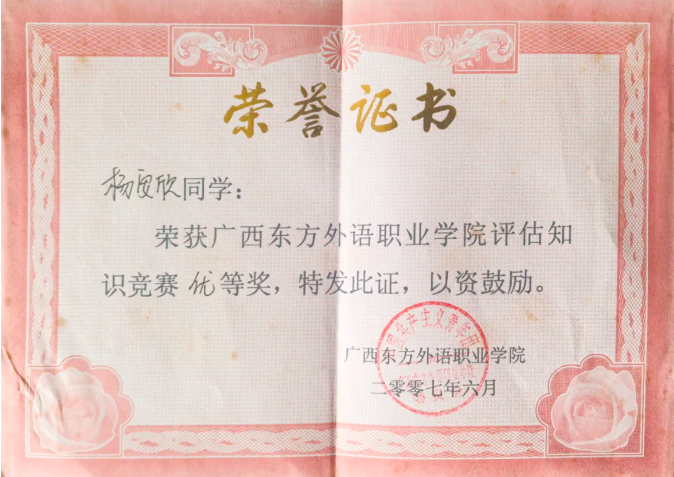 荣誉证书
杨更欣同学：
荣获广西东方外语职业学院评估知
识竞赛优等奖，特发此证，以资鼓励。
广西东方外语职业学院
二零零七年六月